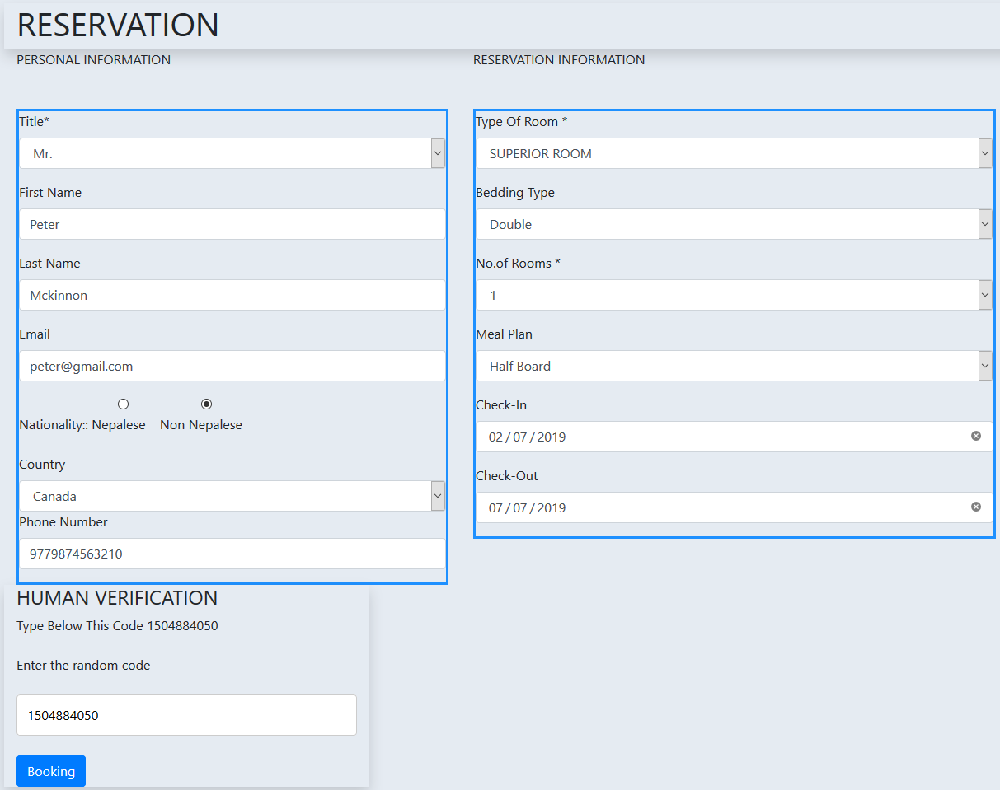 RESERVATION
PERSONAL INFORMATION
Title*
Mr.
First Name
Peter
Last Name
Mckinnon
Email
peter@gmail.com
Nationality:: Nepalese Non Nepalese
Country
Canada
Phone Number
9779874563210
RESERVATION INFORMATION
Type Of Room *
SUPERIOR ROOM
Bedding Type
Double
No.of Rooms *
1
Meal Plan
Half Board
Check-In
02 / 07 / 2019
Check-Out
07 / 07 / 2019
HUMAN VERIFICATION
Type Below This Code 1504884050
Enter the random code
1504884050
Booking